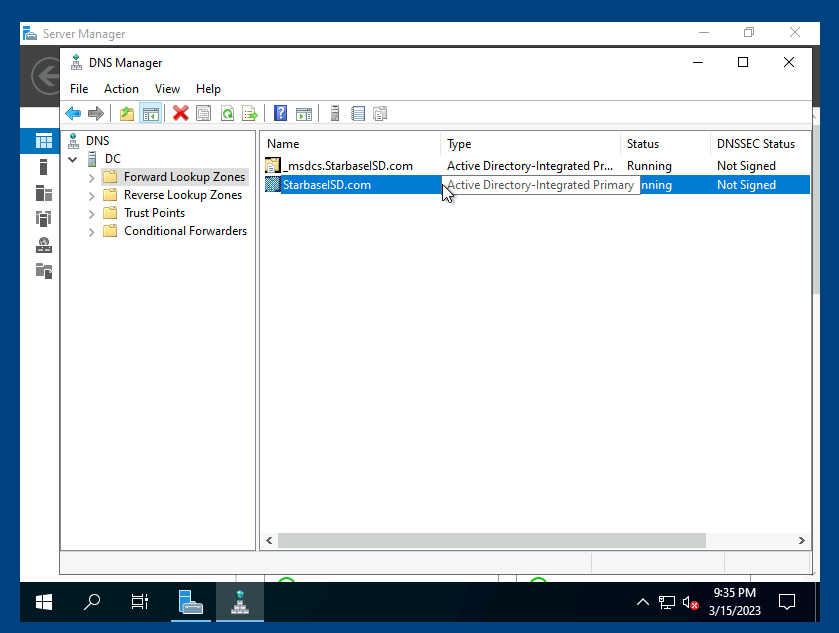 Server Manager
DNS Manager
File Action View Help
DNS
DC
Forward Lookup Zones
Reverse Lookup Zones
Trust Points
Conditional Forwarders
Name Type Status DNSSEC Status
_msdcs.StarbaseISD.com Active Directory-Integrated Pr... Running Not Signed
StarbaseISD.com Active Directory-Integrated Primary nning Not Signed
9:35 PM
3/15/2023